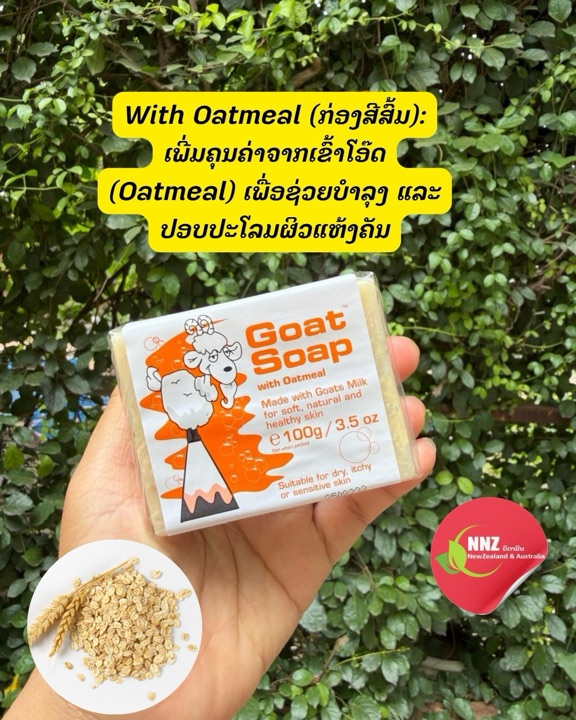 With Oatmeal (ກ່ອງສີສົ້ມ):
ເພີ່ມຄຸນຄ່າຈາກເຂົ້າໂອ໊ດ
(Oatmeal) ເພື່ອຊ່ວຍບຳລຸງ ແລະ
ປອບປະໂລມຜິວແຫ້ງຄັນ
Goat
Soap
TM
with Oatmeal
Made with Goats Milk
for soft, natural and
healthy skin
e 100g / 3.5 oz
Net when packed
Suitable for dry, itchy
or sensitive skin
NNZ
NewZealand & Australia